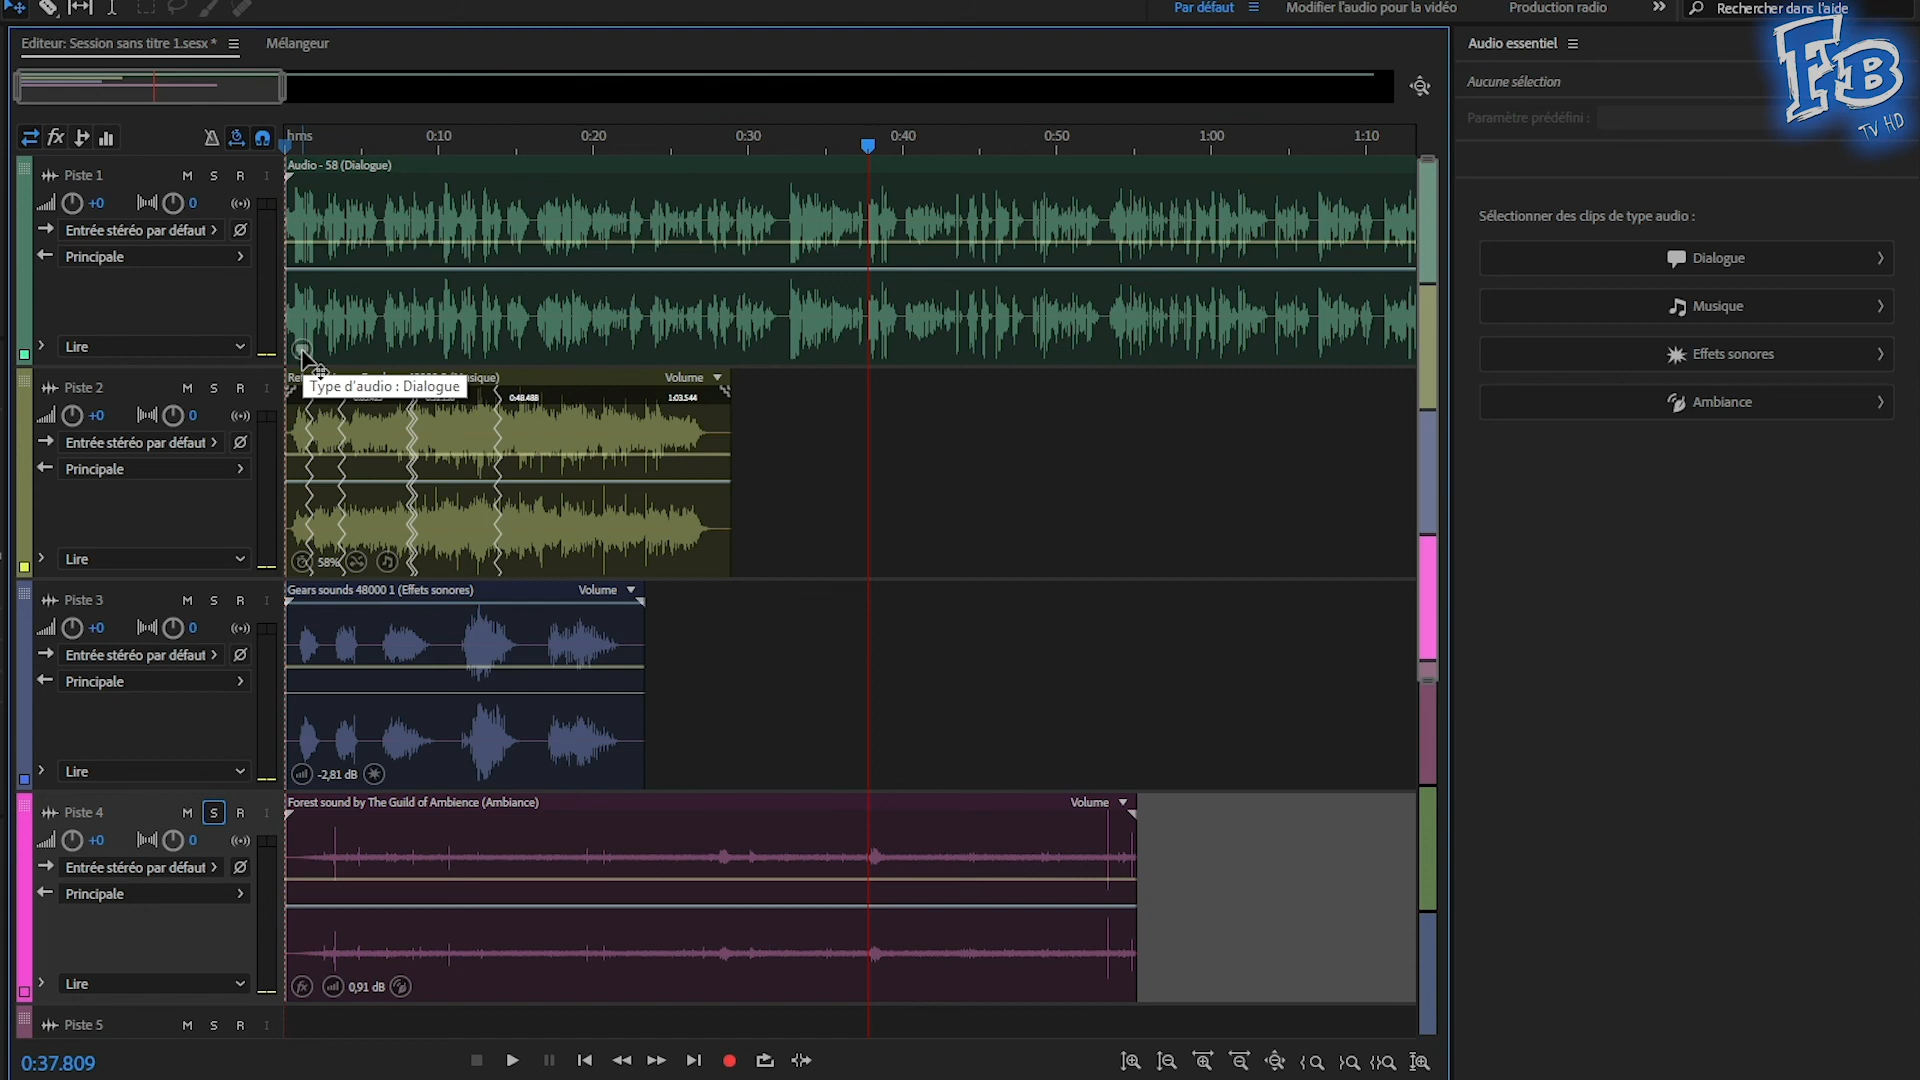 Par défaut
Modifier l'audio pour la vidéo
Production radio
Rechercher dans l'aide
FB
TV HD
Editeur: Session sans titre 1.sesx *
Mélangeur
Audio essentiel
Aucune sélection
Paramètre prédéfini :
fx
hms
0:10
0:20
0:30
0:40
0:50
1:00
1:10
Audio - 58 (Dialogue)
Piste 1
M S R I
+0
0
Entrée stéréo par défaut
Principale
Lire
Sélectionner des clips de type audio :
Dialogue
Musique
Effets sonores
Ambiance
Type d'audio : Dialogue
Volume
0:48.488
1:03.544
Piste 2
M S R I
+0
0
Entrée stéréo par défaut
Principale
Lire
58%
Gears sounds 48000 1 (Effets sonores)
Volume
Piste 3
M S R I
+0
0
Entrée stéréo par défaut
Principale
Lire
-2,81 dB
Forest sound by The Guild of Ambience (Ambiance)
Volume
Piste 4
M S R I
+0
0
Entrée stéréo par défaut
Principale
Lire
fx
0,91 dB
Piste 5
M S R I
0:37.809